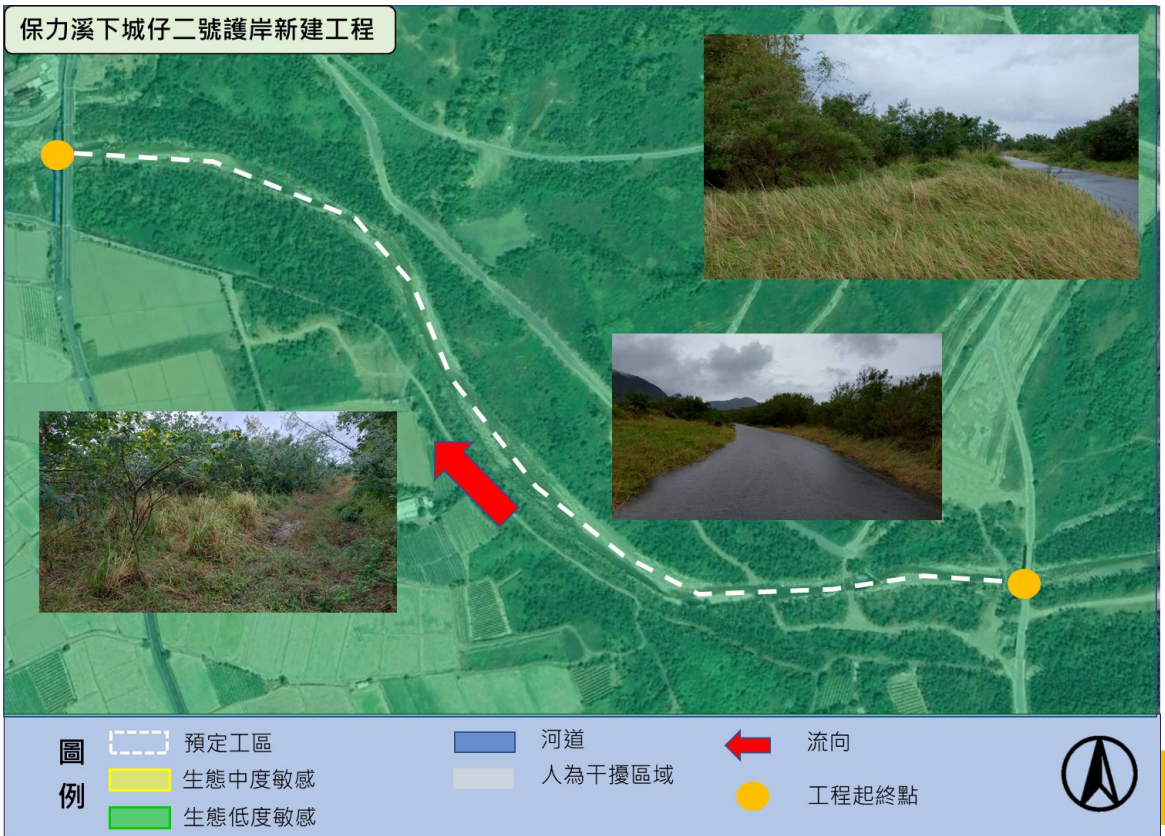 保力溪下城仔二號護岸新建工程
圖例
預定工區
生態中度敏感
生態低度敏感
河道
人為干擾區域
流向
工程起終點